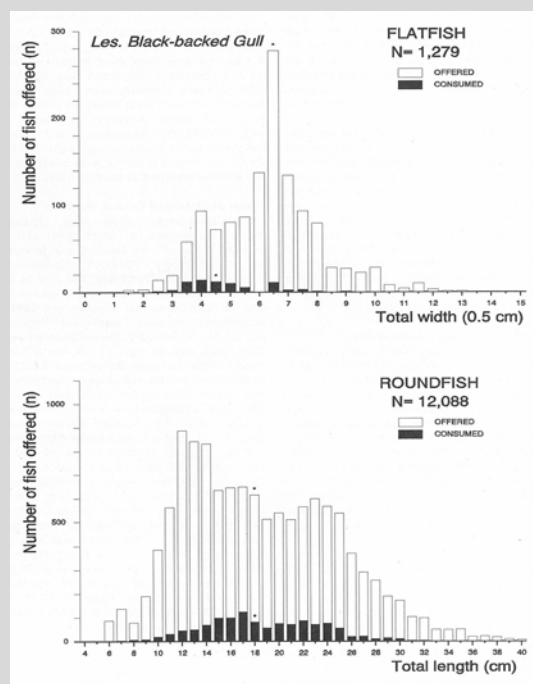 Les. Black-backed Gull
FLATFISH
N= 1,279
OFFERED
CONSUMED
Number of fish offered (n)
300
200
100
0
0 1 2 3 4 5 6 7 8 9 10 11 12 13 14 15
Total width (0.5 cm)
ROUNDFISH
N= 12,088
OFFERED
CONSUMED
Number of fish offered (n)
1000
500
0
4 6 8 10 12 14 16 18 20 22 24 26 28 30 32 34 36 38 40
Total length (cm)